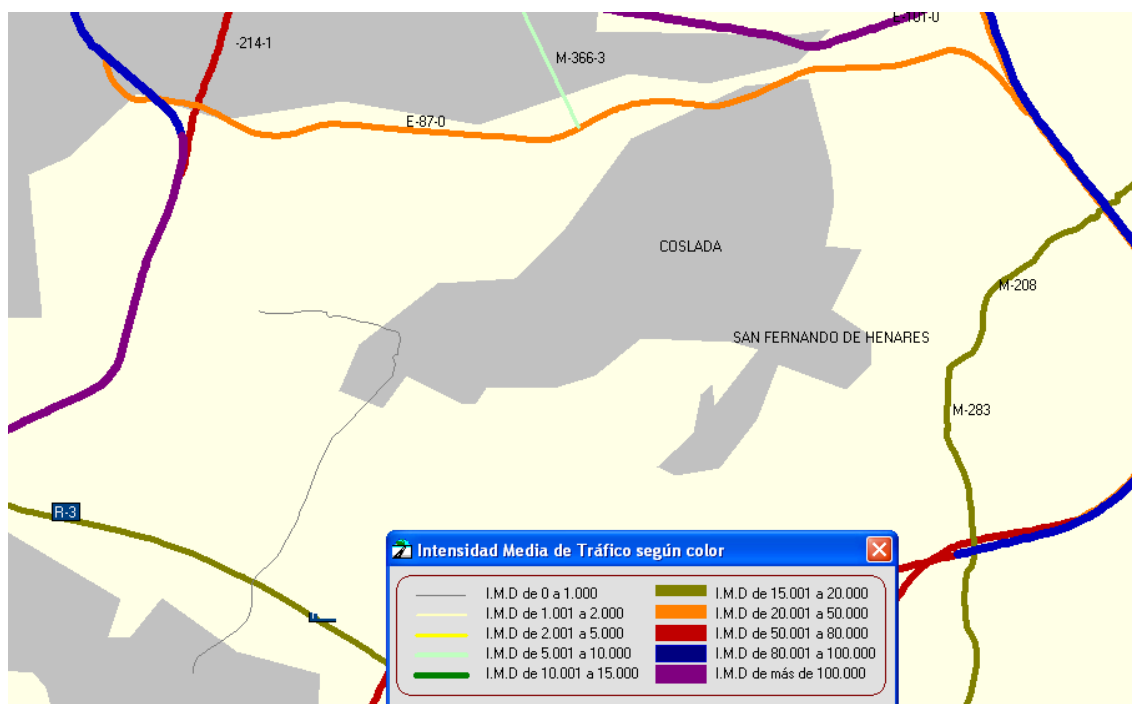 E-101-0
-214-1
M-366-3
E-87-0
COSLADA
M-208
SAN FERNANDO DE HENARES
M-283
R-3
Intensidad Media de Tráfico según color
I.M.D de 0 a 1.000
I.M.D de 1.001 a 2.000
I.M.D de 2.001 a 5.000
I.M.D de 5.001 a 10.000
I.M.D de 10.001 a 15.000
I.M.D de 15.001 a 20.000
I.M.D de 20.001 a 50.000
I.M.D de 50.001 a 80.000
I.M.D de 80.001 a 100.000
I.M.D de más de 100.000